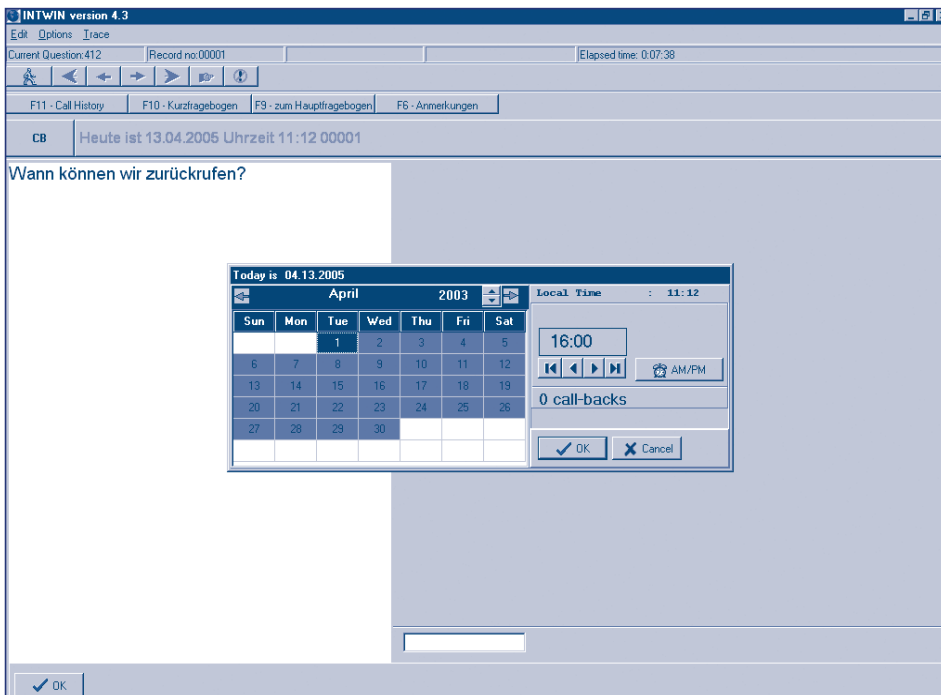 INTWIN version 4.3
Edit Options Trace
Current Question:412 Record no:00001 Elapsed time: 0:07:38
F11 - Call History F10 - Kurzfragebogen F9 - zum Hauptfragebogen F6 - Anmerkungen
CB Heute ist 13.04.2005 Uhrzeit 11:12 00001
Wann können wir zurückrufen?
Today is 04.13.2005
April 2003 Local Time : 11:12
Sun Mon Tue Wed Thu Fri Sat
1 2 3 4 5
16:00
6 7 8 9 10 11 12
AM/PM
13 14 15 16 17 18 19
0 call-backs
20 21 22 23 24 25 26
27 28 29 30
OK Cancel
OK